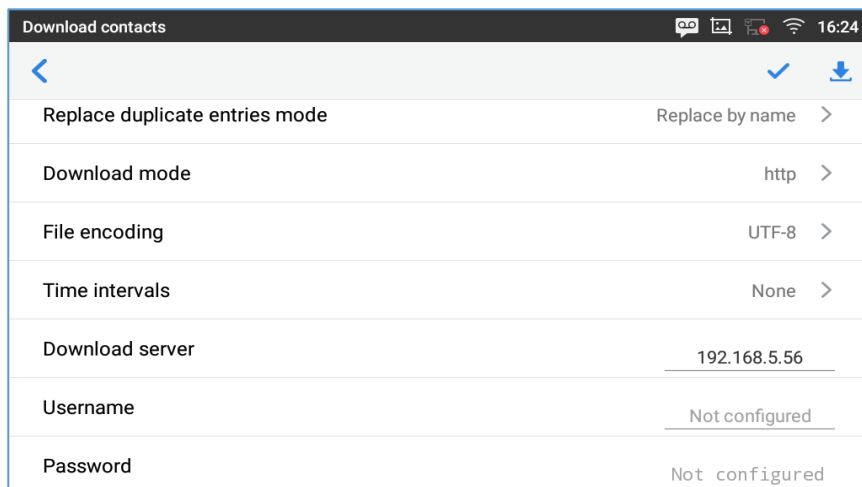 Download contacts 16:24
Replace duplicate entries mode Replace by name
Download mode http
File encoding UTF-8
Time intervals None
Download server 192.168.5.56
Username Not configured
Password Not configured